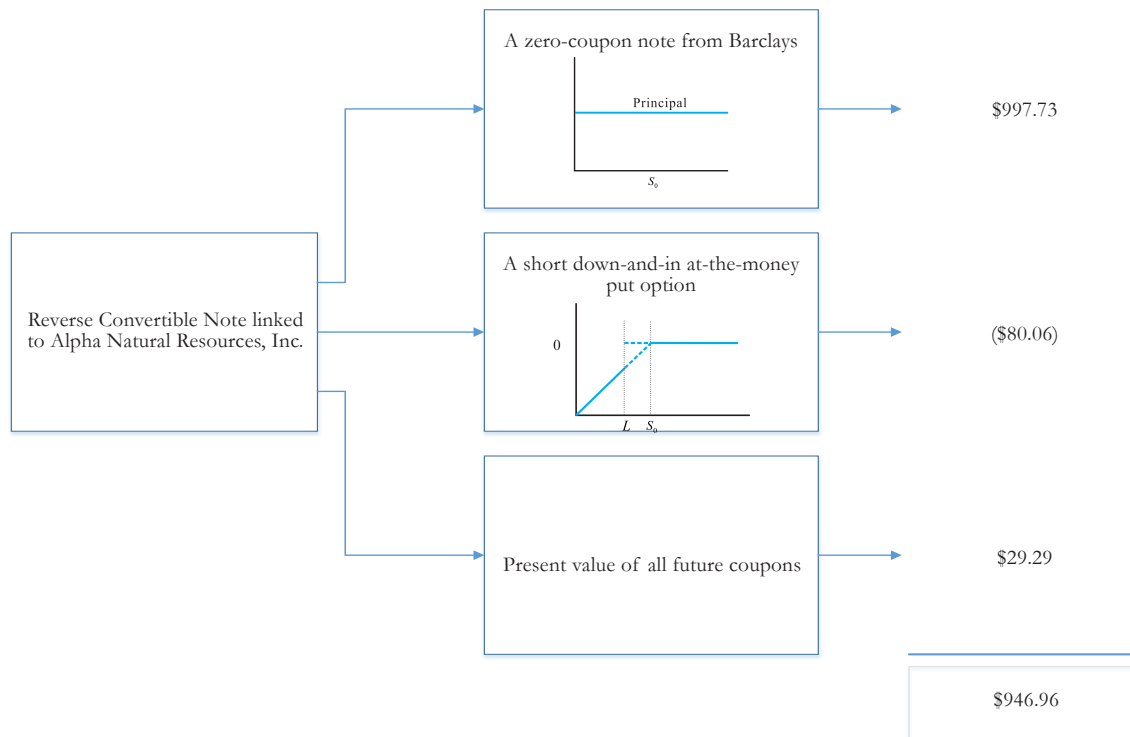 A zero-coupon note from Barclays
Principal
S₀
$997.73
Reverse Convertible Note linked
to Alpha Natural Resources, Inc.
A short down-and-in at-the-money
put option
0
L S₀
($80.06)
Present value of all future coupons
$29.29
$946.96